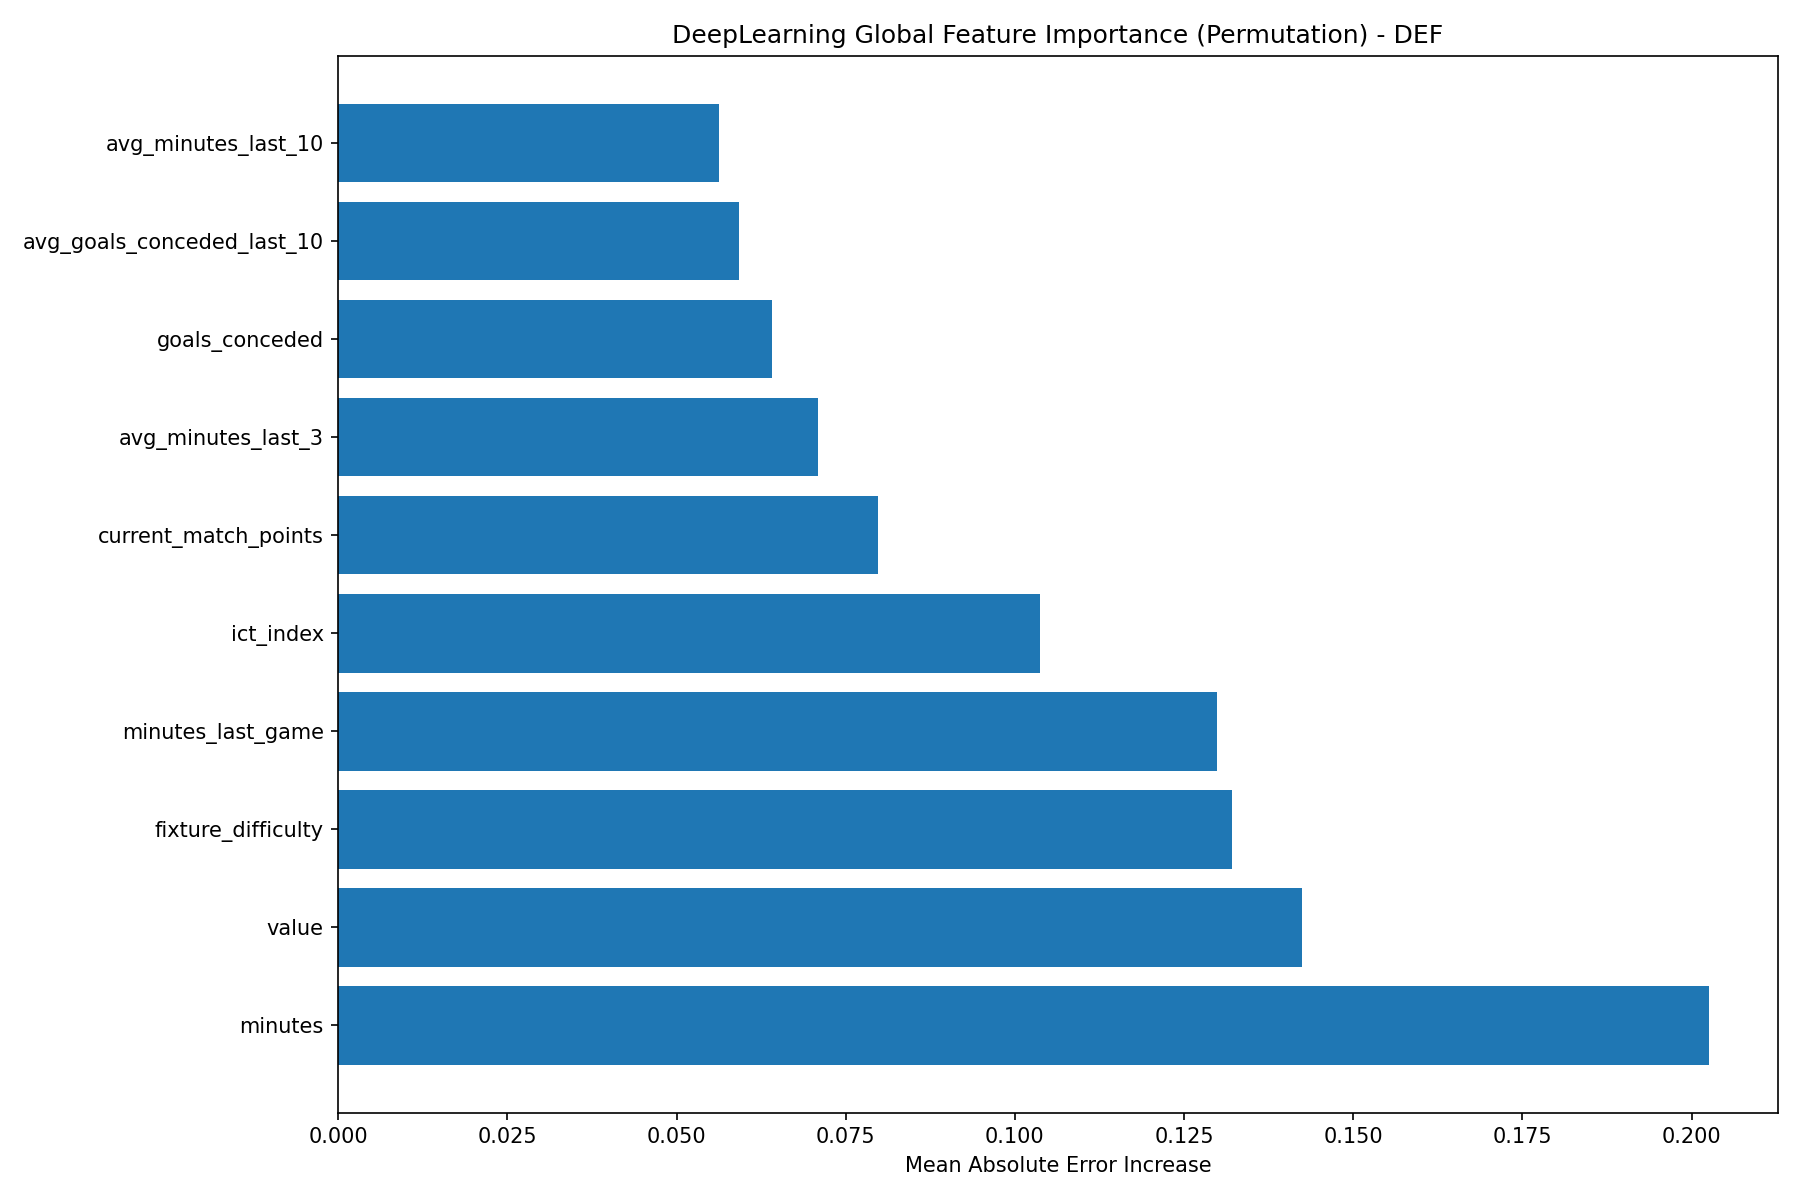 DeepLearning Global Feature Importance (Permutation) - DEF
avg_minutes_last_10
avg_goals_conceded_last_10
goals_conceded
avg_minutes_last_3
current_match_points
ict_index
minutes_last_game
fixture_difficulty
value
minutes
0.000 0.025 0.050 0.075 0.100 0.125 0.150 0.175 0.200
Mean Absolute Error Increase